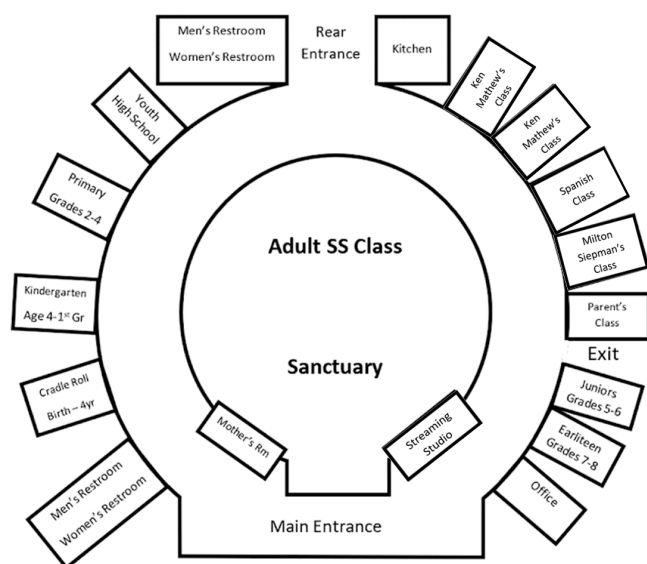 Men's Restroom
Women's Restroom
Rear
Entrance
Kitchen
Ken
Mathew's
Class
Ken
Mathew's
Class
Spanish
Class
Milton
Siepman's
Class
Parent's
Class
Exit
Juniors
Grades 5-6
Earliteen
Grades 7-8
Office
Youth
High School
Primary
Grades 2-4
Kindergarten
Age 4-1st Gr
Cradle Roll
Birth – 4yr
Men's Restroom
Women's Restroom
Adult SS Class
Sanctuary
Mother's Rm
Streaming
Studio
Main Entrance